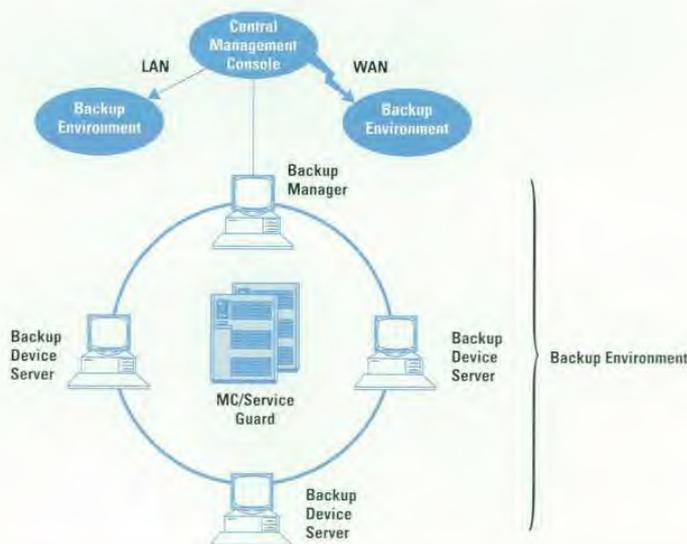 Central
Management
Console
LAN
WAN
Backup
Environment
Backup
Environment
Backup
Manager
Backup
Device
Server
Backup
Device
Server
MC/Service
Guard
Backup Environment
Backup
Device
Server